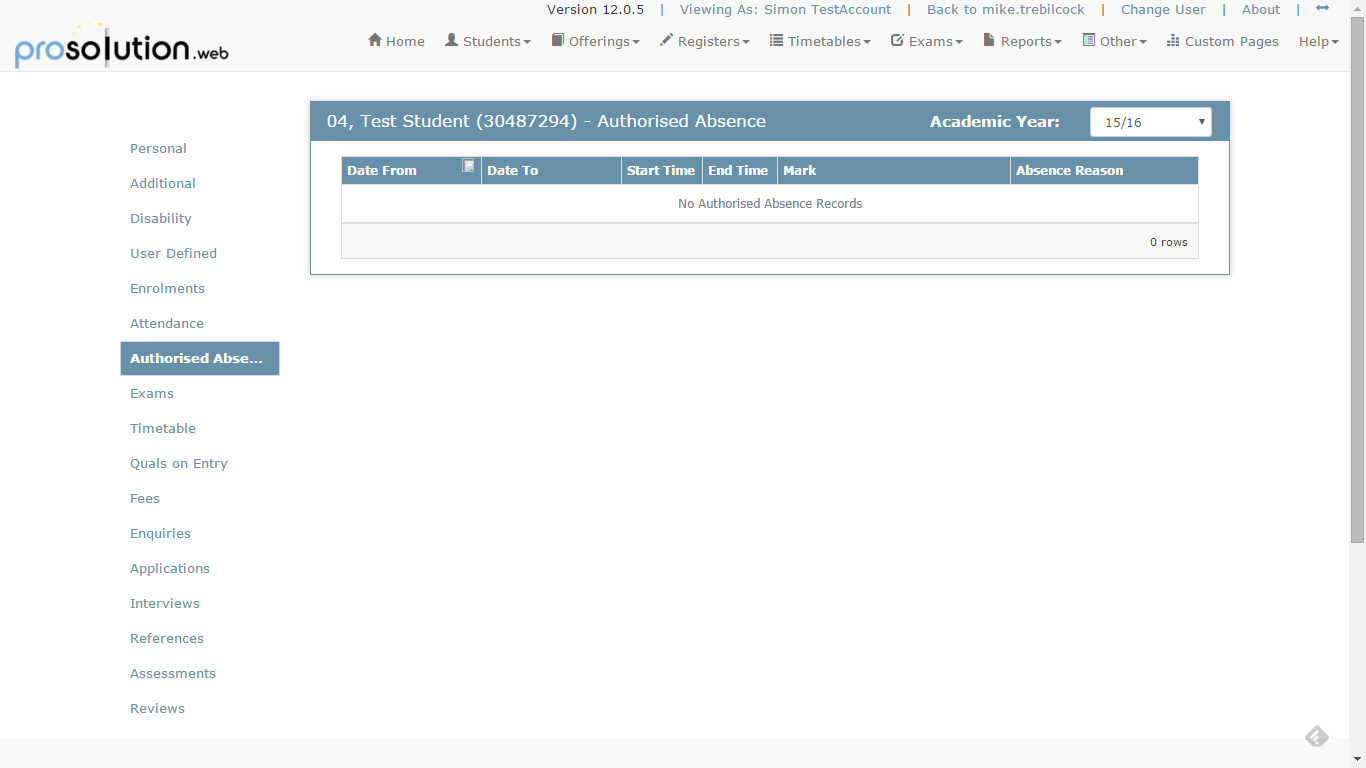 Version 12.0.5 | Viewing As: Simon TestAccount | Back to mike.trebilcock | Change User | About |
prosolution.web
Home Students Offerings Registers Timetables Exams Reports Other Custom Pages Help
04, Test Student (30487294) - Authorised Absence Academic Year: 15/16
Date From Date To Start Time End Time Mark Absence Reason
No Authorised Absence Records
0 rows
Personal
Additional
Disability
User Defined
Enrolments
Attendance
Authorised Abse...
Exams
Timetable
Quals on Entry
Fees
Enquiries
Applications
Interviews
References
Assessments
Reviews